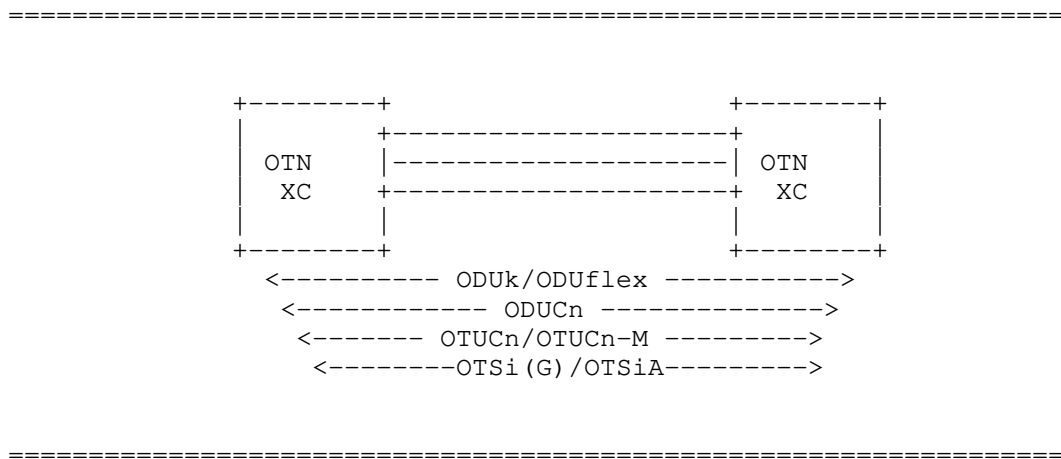 ==================================================================
+--------+                     +--------+
|        +---------------------+        |
| OTN    |---------------------| OTN    |
|  XC    +---------------------+  XC    |
|        |                     |        |
+--------+                     +--------+
<---------- ODUk/ODUflex ----------->
<------------ ODUCn -------------->
<------- OTUCn/OTUCn-M --------->
<--------OTSi(G)/OTSiA--------->
==================================================================